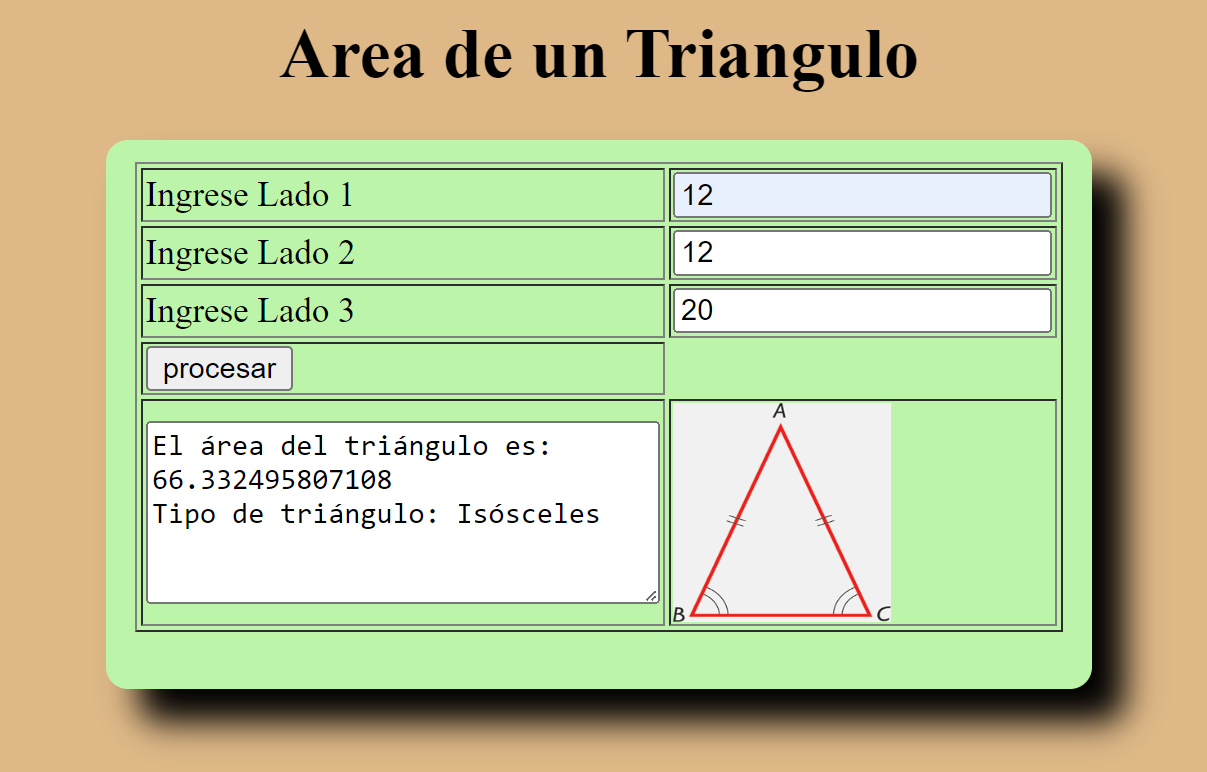 Area de un Triangulo
Ingrese Lado 1
12
Ingrese Lado 2
12
Ingrese Lado 3
20
procesar
El área del triángulo es:
66.332495807108
Tipo de triángulo: Isósceles
A
B
C